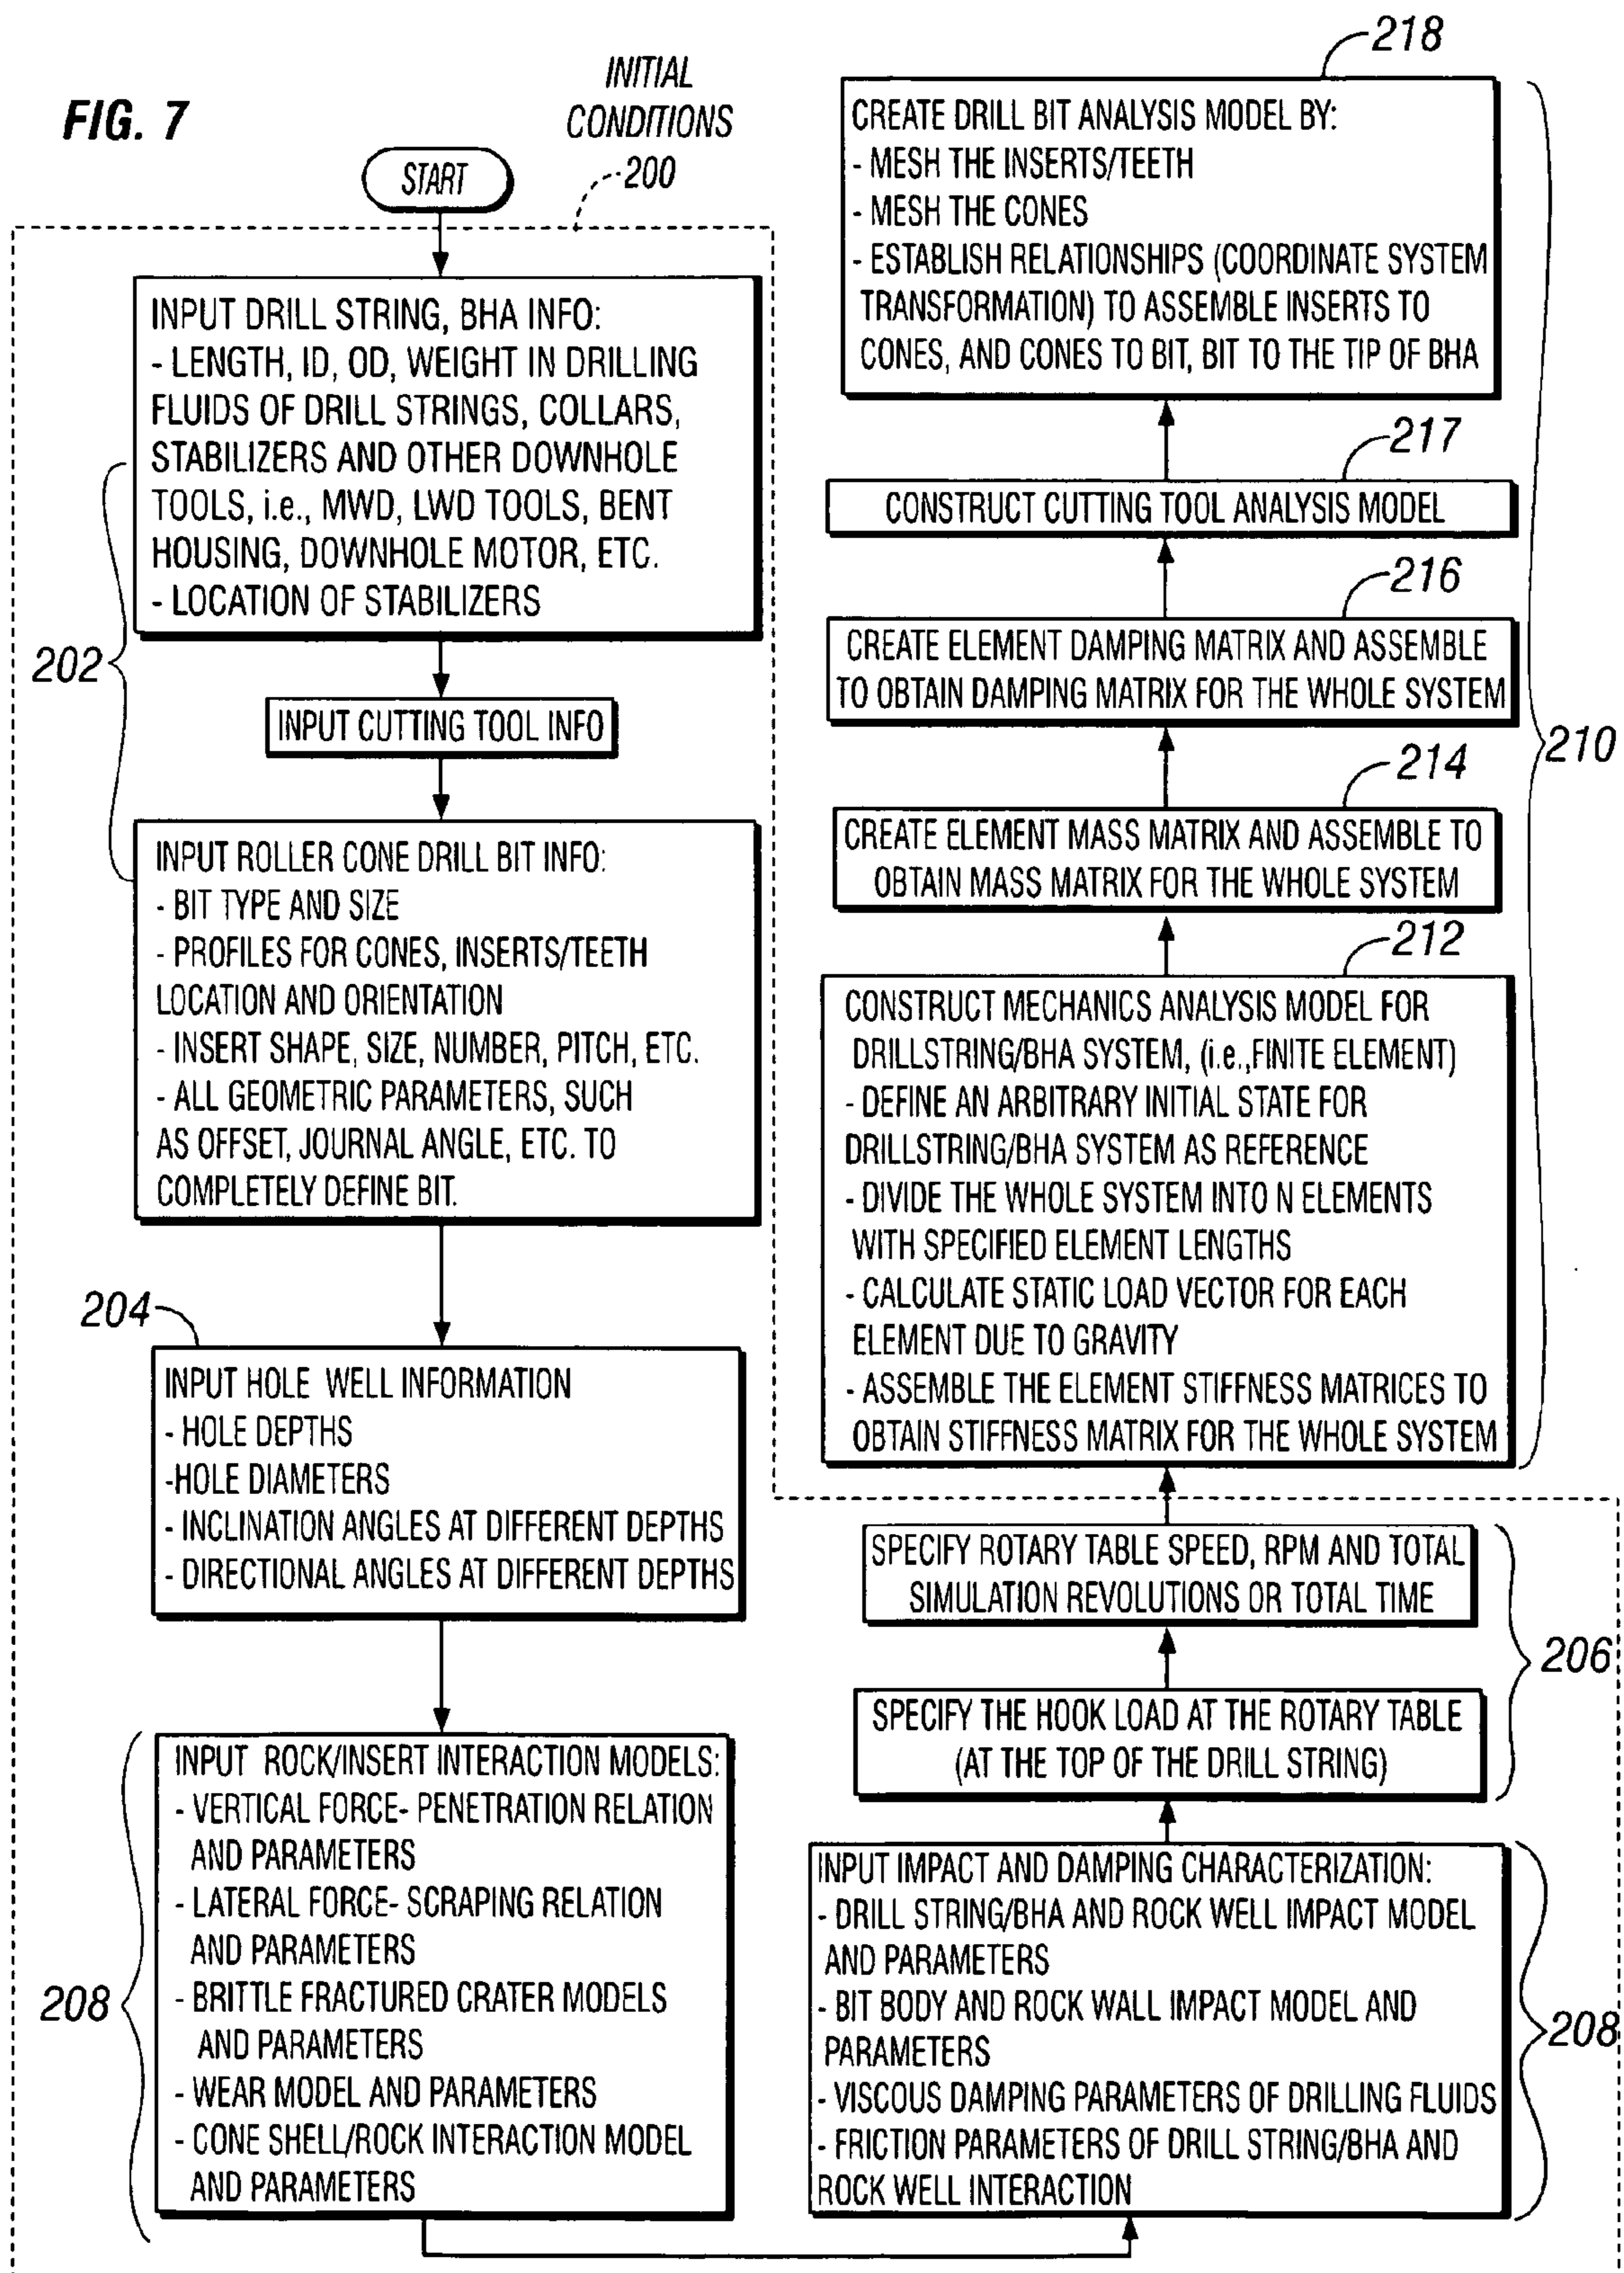 FIG. 7
INITIAL
CONDITIONS
200
START
INPUT DRILL STRING, BHA INFO:
- LENGTH, ID, OD, WEIGHT IN DRILLING
FLUIDS OF DRILL STRINGS, COLLARS,
STABILIZERS AND OTHER DOWNHOLE
TOOLS, i.e., MWD, LWD TOOLS, BENT
HOUSING, DOWNHOLE MOTOR, ETC.
- LOCATION OF STABILIZERS
202
INPUT CUTTING TOOL INFO
INPUT ROLLER CONE DRILL BIT INFO:
- BIT TYPE AND SIZE
- PROFILES FOR CONES, INSERTS/TEETH
LOCATION AND ORIENTATION
- INSERT SHAPE, SIZE, NUMBER, PITCH, ETC.
- ALL GEOMETRIC PARAMETERS, SUCH
AS OFFSET, JOURNAL ANGLE, ETC. TO
COMPLETELY DEFINE BIT.
204
INPUT HOLE WELL INFORMATION
- HOLE DEPTHS
-HOLE DIAMETERS
- INCLINATION ANGLES AT DIFFERENT DEPTHS
- DIRECTIONAL ANGLES AT DIFFERENT DEPTHS
INPUT ROCK/INSERT INTERACTION MODELS:
- VERTICAL FORCE- PENETRATION RELATION
AND PARAMETERS
- LATERAL FORCE- SCRAPING RELATION
AND PARAMETERS
- BRITTLE FRACTURED CRATER MODELS
AND PARAMETERS
- WEAR MODEL AND PARAMETERS
- CONE SHELL/ROCK INTERACTION MODEL
AND PARAMETERS
208
218
CREATE DRILL BIT ANALYSIS MODEL BY:
- MESH THE INSERTS/TEETH
- MESH THE CONES
- ESTABLISH RELATIONSHIPS (COORDINATE SYSTEM
TRANSFORMATION) TO ASSEMBLE INSERTS TO
CONES, AND CONES TO BIT, BIT TO THE TIP OF BHA
217
CONSTRUCT CUTTING TOOL ANALYSIS MODEL
216
CREATE ELEMENT DAMPING MATRIX AND ASSEMBLE
TO OBTAIN DAMPING MATRIX FOR THE WHOLE SYSTEM
210
214
CREATE ELEMENT MASS MATRIX AND ASSEMBLE TO
OBTAIN MASS MATRIX FOR THE WHOLE SYSTEM
212
CONSTRUCT MECHANICS ANALYSIS MODEL FOR
DRILLSTRING/BHA SYSTEM, (i.e.,FINITE ELEMENT)
- DEFINE AN ARBITRARY INITIAL STATE FOR
DRILLSTRING/BHA SYSTEM AS REFERENCE
- DIVIDE THE WHOLE SYSTEM INTO N ELEMENTS
WITH SPECIFIED ELEMENT LENGTHS
- CALCULATE STATIC LOAD VECTOR FOR EACH
ELEMENT DUE TO GRAVITY
- ASSEMBLE THE ELEMENT STIFFNESS MATRICES TO
OBTAIN STIFFNESS MATRIX FOR THE WHOLE SYSTEM
SPECIFY ROTARY TABLE SPEED, RPM AND TOTAL
SIMULATION REVOLUTIONS OR TOTAL TIME
206
SPECIFY THE HOOK LOAD AT THE ROTARY TABLE
(AT THE TOP OF THE DRILL STRING)
INPUT IMPACT AND DAMPING CHARACTERIZATION:
- DRILL STRING/BHA AND ROCK WELL IMPACT MODEL
AND PARAMETERS
- BIT BODY AND ROCK WALL IMPACT MODEL AND
PARAMETERS
- VISCOUS DAMPING PARAMETERS OF DRILLING FLUIDS
- FRICTION PARAMETERS OF DRILL STRING/BHA AND
ROCK WELL INTERACTION
208